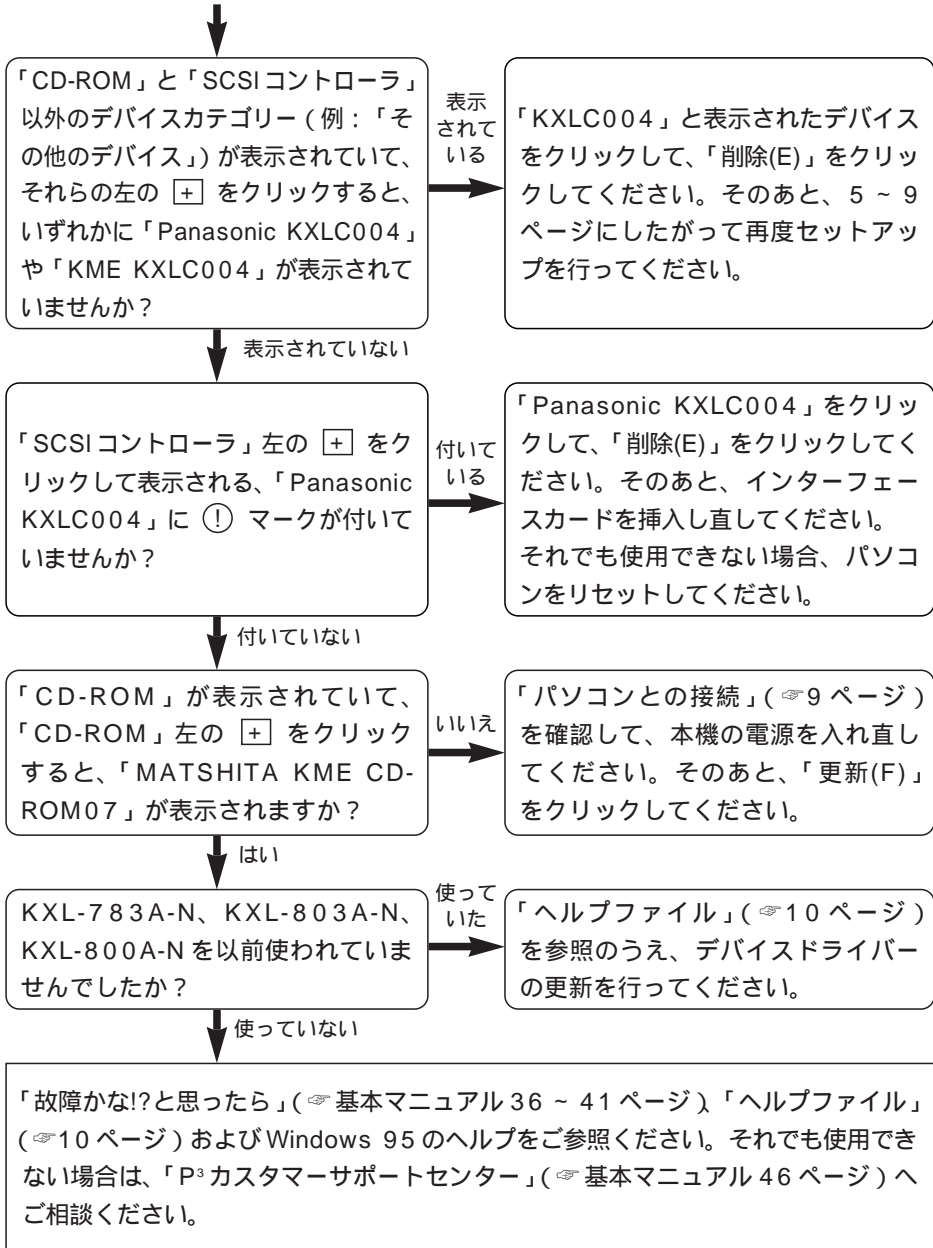 「CD-ROM」と「SCSIコントローラ」
以外のデバイスカテゴリー(例:「そ
の他のデバイス」)が表示されていて、
それらの左の + をクリックすると、
いずれかに「Panasonic KXLC004」
や「KME KXLC004」が表示されて
いませんか?
表示
されて
いる
「KXLC004」と表示されたデバイス
をクリックして、「削除(E)」をクリッ
クしてください。そのあと、5 ~ 9
ページにしたがって再度セットアッ
プを行ってください。
表示されていない
「SCSIコントローラ」左の + をク
リックして表示される、「Panasonic
KXLC004」に ! マークが付いて
いませんか?
付いて
いる
「Panasonic KXLC004」をクリッ
クして、「削除(E)」をクリックしてく
ださい。そのあと、インターフェー
スカードを挿入し直してください。
それでも使用できない場合、パソコ
ンをリセットしてください。
付いていない
「CD-ROM」が表示されていて、
「CD-ROM」左の + をクリック
すると、「MATSHITA KME CD-
ROM07」が表示されますか?
いいえ
「パソコンとの接続」(☞9 ページ)
を確認して、本機の電源を入れ直し
てください。そのあと、「更新(F)」
をクリックしてください。
はい
KXL-783A-N、KXL-803A-N、
KXL-800A-Nを以前使われていま
せんでしたか?
使って
いた
「ヘルプファイル」(☞10 ページ)
を参照のうえ、デバイスドライバー
の更新を行ってください。
使っていない
「故障かな!?と思ったら」(☞ 基本マニュアル 36 ~ 41 ページ)、「ヘルプファイル」
(☞10 ページ)およびWindows 95のヘルプをご参照ください。それでも使用でき
ない場合は、「P³カスタマーサポートセンター」(☞ 基本マニュアル 46 ページ)へ
ご相談ください。